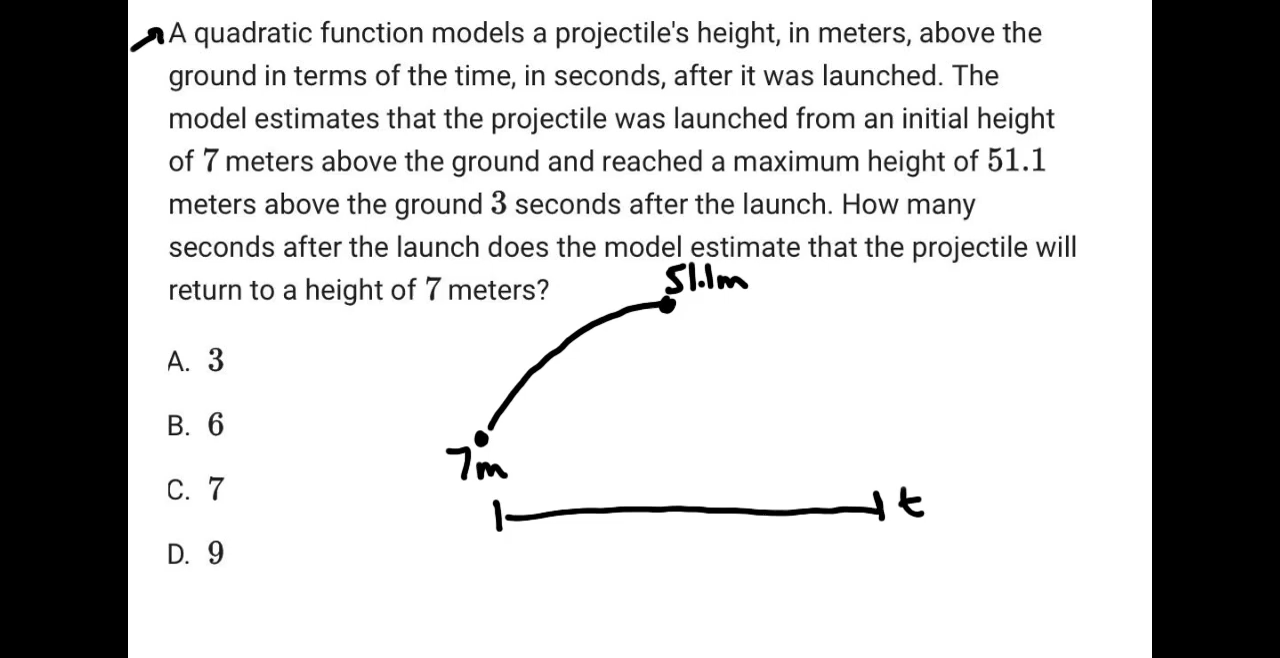 A quadratic function models a projectile's height, in meters, above the
ground in terms of the time, in seconds, after it was launched. The
model estimates that the projectile was launched from an initial height
of 7 meters above the ground and reached a maximum height of 51.1
meters above the ground 3 seconds after the launch. How many
seconds after the launch does the model estimate that the projectile will
return to a height of 7 meters?
51.1m
A. 3
B. 6
7m
C. 7
t
D. 9